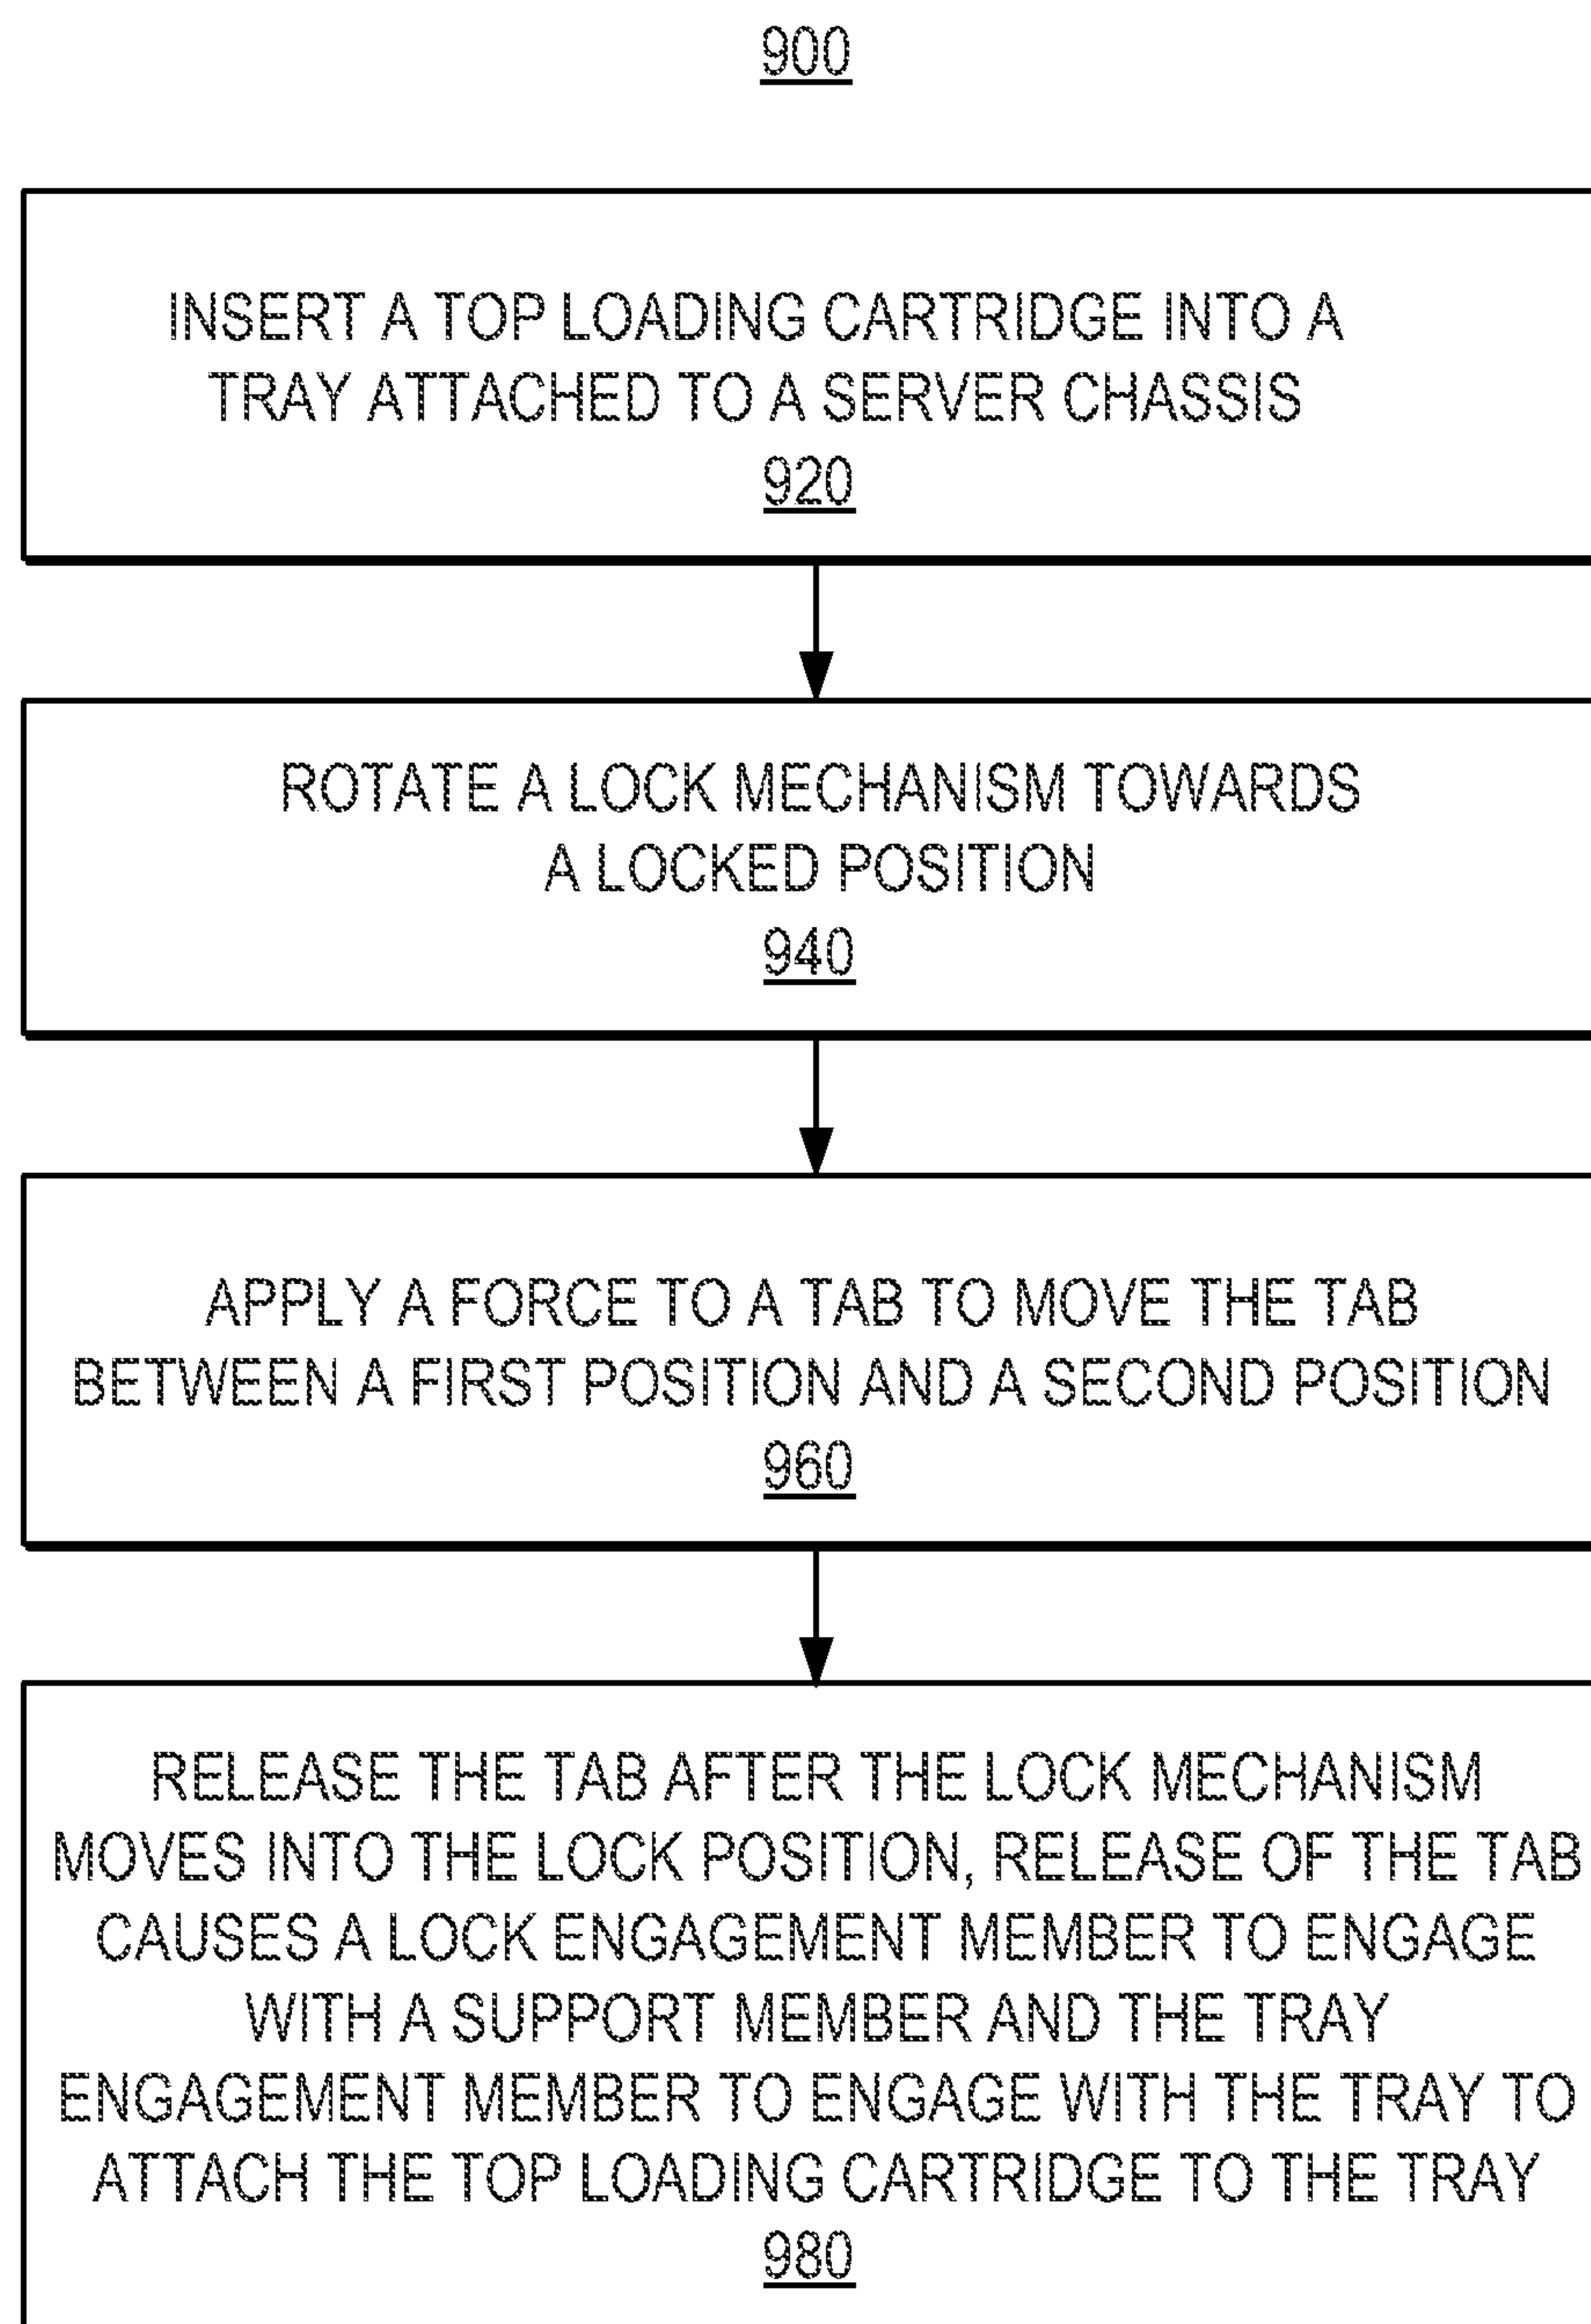 900
INSERT A TOP LOADING CARTRIDGE INTO A
TRAY ATTACHED TO A SERVER CHASSIS
920
ROTATE A LOCK MECHANISM TOWARDS
A LOCKED POSITION
940
APPLY A FORCE TO A TAB TO MOVE THE TAB
BETWEEN A FIRST POSITION AND A SECOND POSITION
960
RELEASE THE TAB AFTER THE LOCK MECHANISM
MOVES INTO THE LOCK POSITION, RELEASE OF THE TAB
CAUSES A LOCK ENGAGEMENT MEMBER TO ENGAGE
WITH A SUPPORT MEMBER AND THE TRAY
ENGAGEMENT MEMBER TO ENGAGE WITH THE TRAY TO
ATTACH THE TOP LOADING CARTRIDGE TO THE TRAY
980